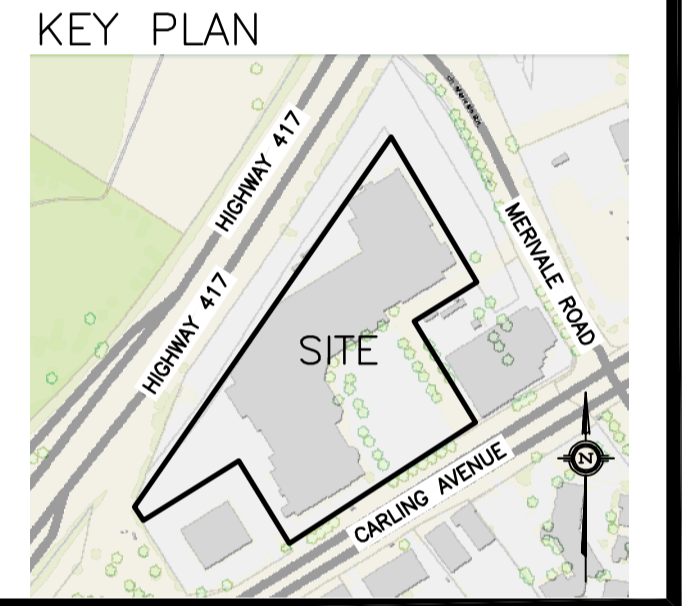 KEY PLAN
HIGHWAY 417
HIGHWAY 417
MERIVALE ROAD
SITE
CARLING AVENUE
N